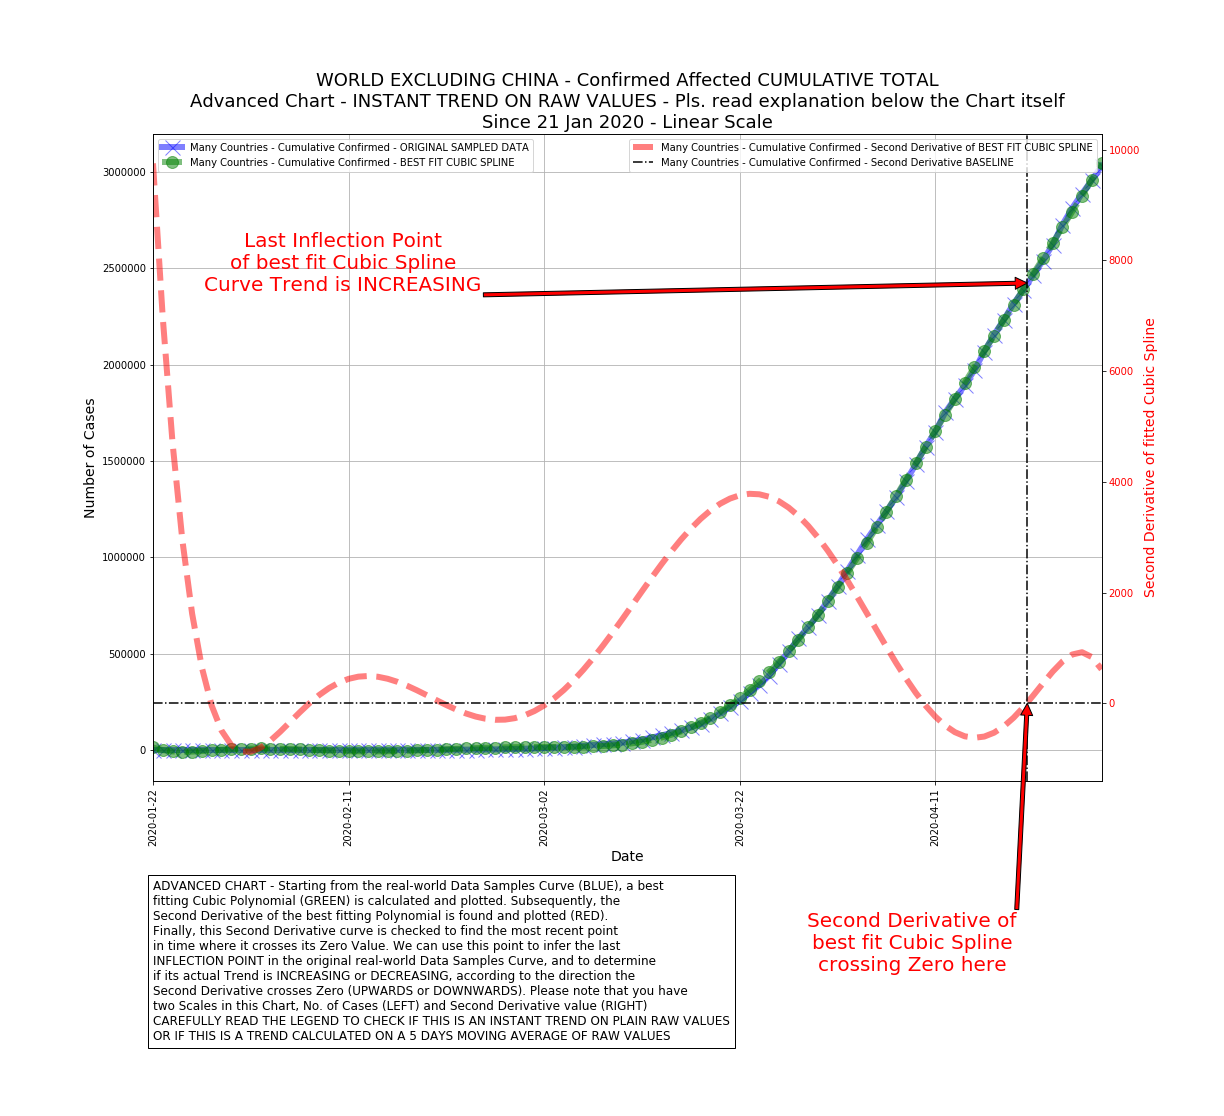 WORLD EXCLUDING CHINA - Confirmed Affected CUMULATIVE TOTAL
Advanced Chart - INSTANT TREND ON RAW VALUES - Pls. read explanation below the Chart itself
Since 21 Jan 2020 - Linear Scale
Many Countries - Cumulative Confirmed - ORIGINAL SAMPLED DATA
Many Countries - Cumulative Confirmed - BEST FIT CUBIC SPLINE
Many Countries - Cumulative Confirmed - Second Derivative of BEST FIT CUBIC SPLINE
Many Countries - Cumulative Confirmed - Second Derivative BASELINE
Last Inflection Point
of best fit Cubic Spline
Curve Trend is INCREASING
Number of Cases
3000000
2500000
2000000
1500000
1000000
500000
0
10000
8000
6000
4000
2000
0
Second Derivative of fitted Cubic Spline
2020-01-22
2020-02-11
2020-03-02
2020-03-22
2020-04-11
Date
ADVANCED CHART - Starting from the real-world Data Samples Curve (BLUE), a best
fitting Cubic Polynomial (GREEN) is calculated and plotted. Subsequently, the
Second Derivative of the best fitting Polynomial is found and plotted (RED).
Finally, this Second Derivative curve is checked to find the most recent point
in time where it crosses its Zero Value. We can use this point to infer the last
INFLECTION POINT in the original real-world Data Samples Curve, and to determine
if its actual Trend is INCREASING or DECREASING, according to the direction the
Second Derivative crosses Zero (UPWARDS or DOWNWARDS). Please note that you have
two Scales in this Chart, No. of Cases (LEFT) and Second Derivative value (RIGHT)
CAREFULLY READ THE LEGEND TO CHECK IF THIS IS AN INSTANT TREND ON PLAIN RAW VALUES
OR IF THIS IS A TREND CALCULATED ON A 5 DAYS MOVING AVERAGE OF RAW VALUES
Second Derivative of
best fit Cubic Spline
crossing Zero here